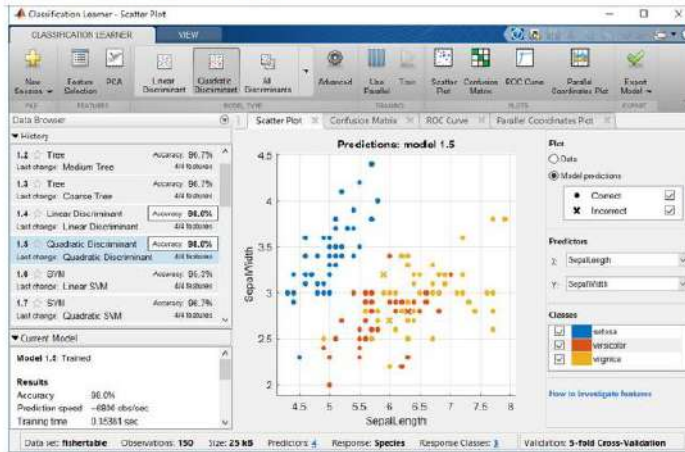 Classification Learner - Scatter Plot
CLASSIFICATION LEARNER
VIEW
New Session
Feature Selection
PCA
Linear Discriminant
Quadratic Discriminant
All Discriminants
Advanced
Use Parallel
Train
Scatter Plot
Confusion Matrix
ROC Curve
Parallel Coordinates Plot
Export Model
FILE
FEATURES
MODEL TYPE
TRAINING
PLOTS
EXPORT
Data Browser
Scatter Plot
Confusion Matrix
ROC Curve
Parallel Coordinates Plot
History
1.2 Tree Accuracy: 96.7%
Last change: Medium Tree 4/4 features
1.3 Tree Accuracy: 96.7%
Last change: Coarse Tree 4/4 features
1.4 Linear Discriminant Accuracy: 98.0%
Last change: Linear Discriminant 4/4 features
1.5 Quadratic Discriminant Accuracy: 98.0%
Last change: Quadratic Discriminant 4/4 features
1.6 SVM
Last change: Linear SVM 4/4 features
1.7 SVM Accuracy: 96.7%
Last change: Quadratic SVM 4/4 features
Current Model
Model 1.5: Trained
Results
Accuracy 98.0%
Prediction speed
Training time
Predictions: model 1.5
4.5
4
3.5
3
2.5
2
SepalWidth
4.5 5 5.5 6 6.5 7 7.5 8
SepalLength
Plot
Data
Model predictions
Correct
Incorrect
Predictors
X: SepalLength
Y: SepalWidth
Classes
setosa
versicolor
virginica
How to investigate features
Data set: fishertable Observations: 150 Size: 25 kB Predictors: 4 Response: Species Response Classes: 3 Validation: 5-fold Cross-Validation